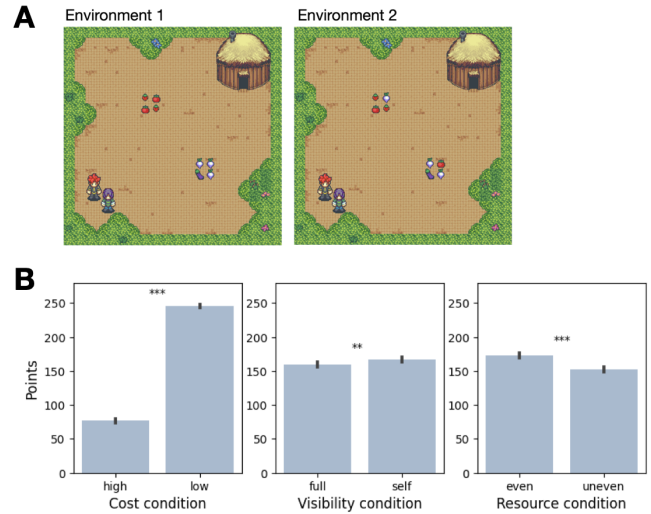 A
Environment 1
Environment 2
B
Points
250
200
150
100
50
0
***
high
low
Cost condition
250
200
150
100
50
0
**
full
self
Visibility condition
250
200
150
100
50
0
***
even
uneven
Resource condition